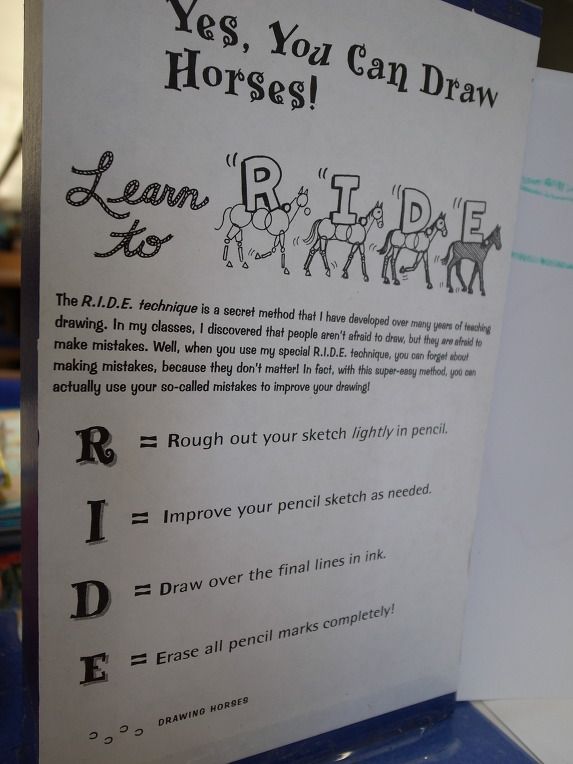 Yes, You Can Draw
Horses!
Learn
to
"R "I "D "E
The R.I.D.E. technique is a secret method that I have developed over many years of teaching
drawing. In my classes, I discovered that people aren't afraid to draw, but they are afraid to
make mistakes. Well, when you use my special R.I.D.E. technique, you can forget about
making mistakes, because they don't matter! In fact, with this super-easy method, you can
actually use your so-called mistakes to improve your drawing!
R = Rough out your sketch lightly in pencil.
I = Improve your pencil sketch as needed.
D = Draw over the final lines in ink.
E = Erase all pencil marks completely!
DRAWING HORSES